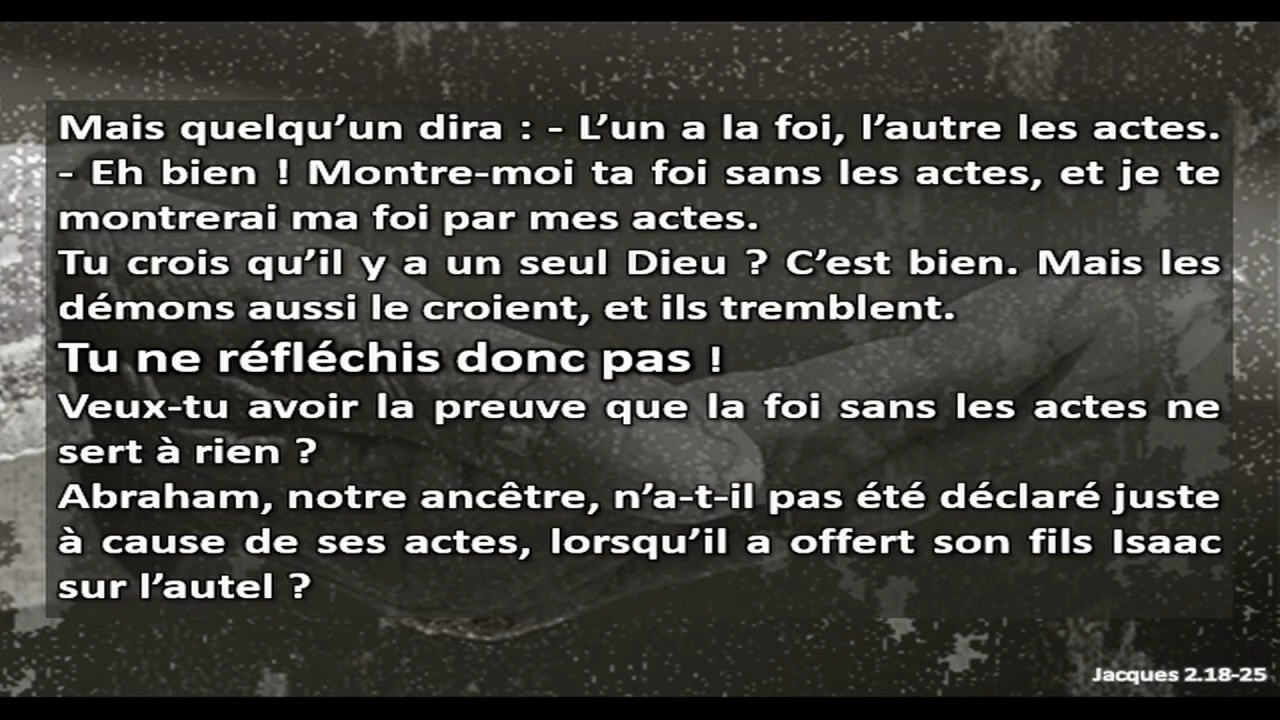 Mais quelqu’un dira : - L’un a la foi, l’autre les actes.
- Eh bien ! Montre-moi ta foi sans les actes, et je te
montrerai ma foi par mes actes.
Tu crois qu’il y a un seul Dieu ? C’est bien. Mais les
démons aussi le croient, et ils tremblent.
Tu ne réfléchis donc pas !
Veux-tu avoir la preuve que la foi sans les actes ne
sert à rien ?
Abraham, notre ancêtre, n’a-t-il pas été déclaré juste
à cause de ses actes, lorsqu’il a offert son fils Isaac
sur l’autel ?
Jacques 2.18-25